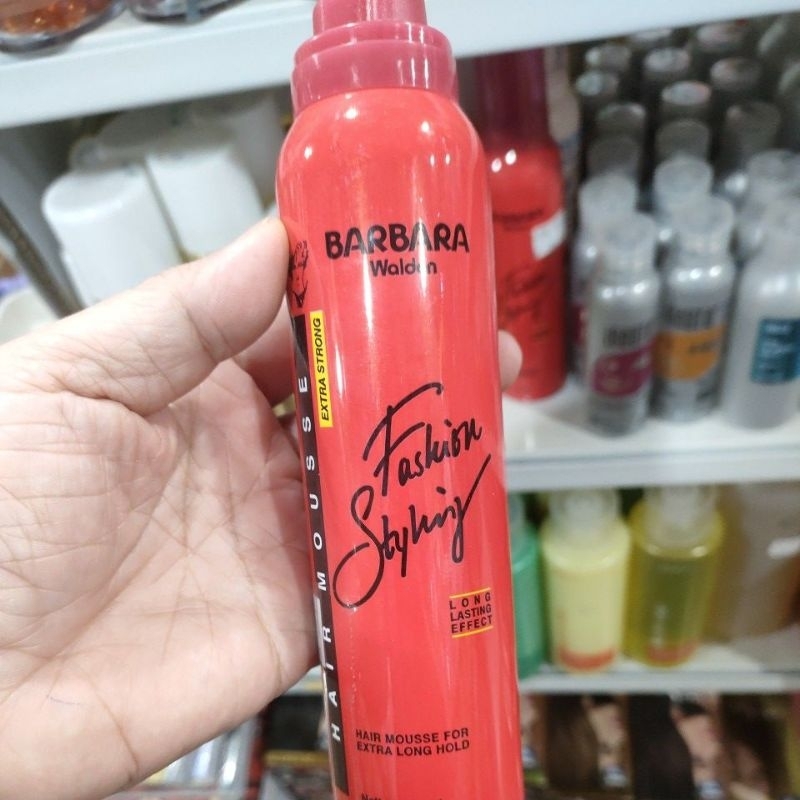 BARBARA
Walden
EXTRA STRONG
HAIR MOUSSE
Fashion
Styling
LONG
LASTING
EFFECT
HAIR MOUSSE FOR
EXTRA LONG HOLD